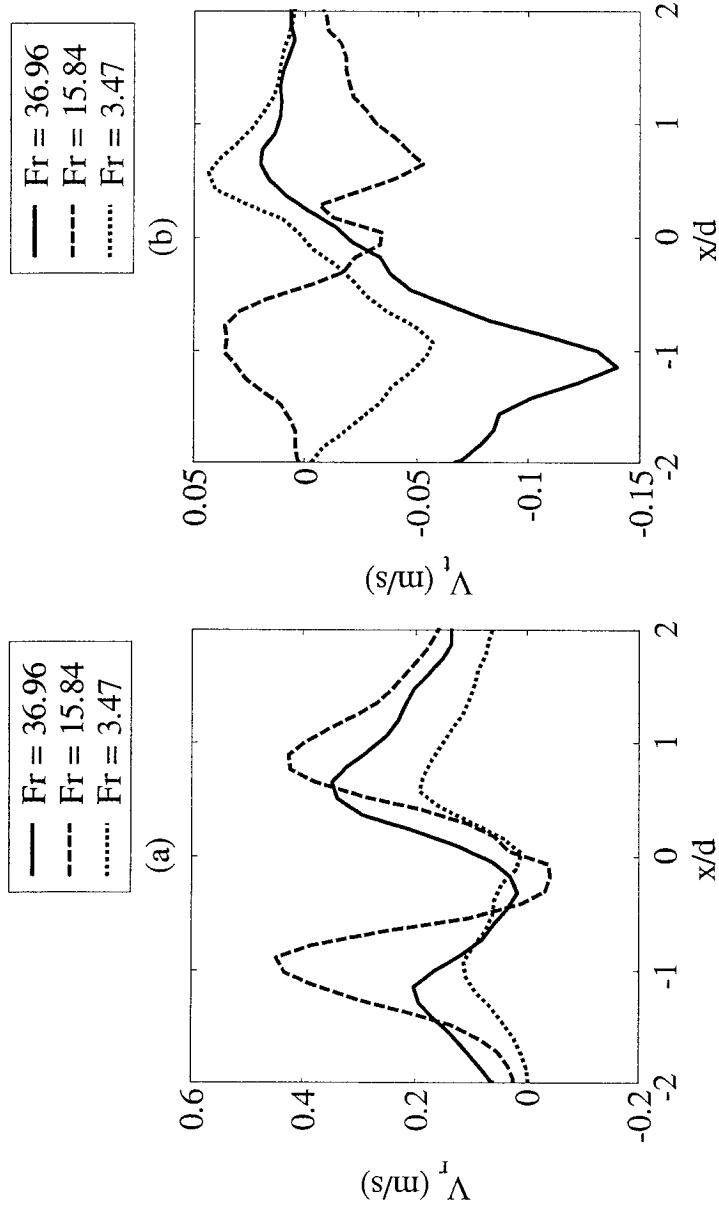 Fr = 36.96
Fr = 15.84
Fr = 3.47
(a)
0.6
0.4
0.2
0
-0.2
V_r (m/s)
-2
-1
0
1
2
x/d
Fr = 36.96
Fr = 15.84
Fr = 3.47
(b)
0.05
0
-0.05
-0.1
-0.15
V_t (m/s)
-2
-1
0
1
2
x/d